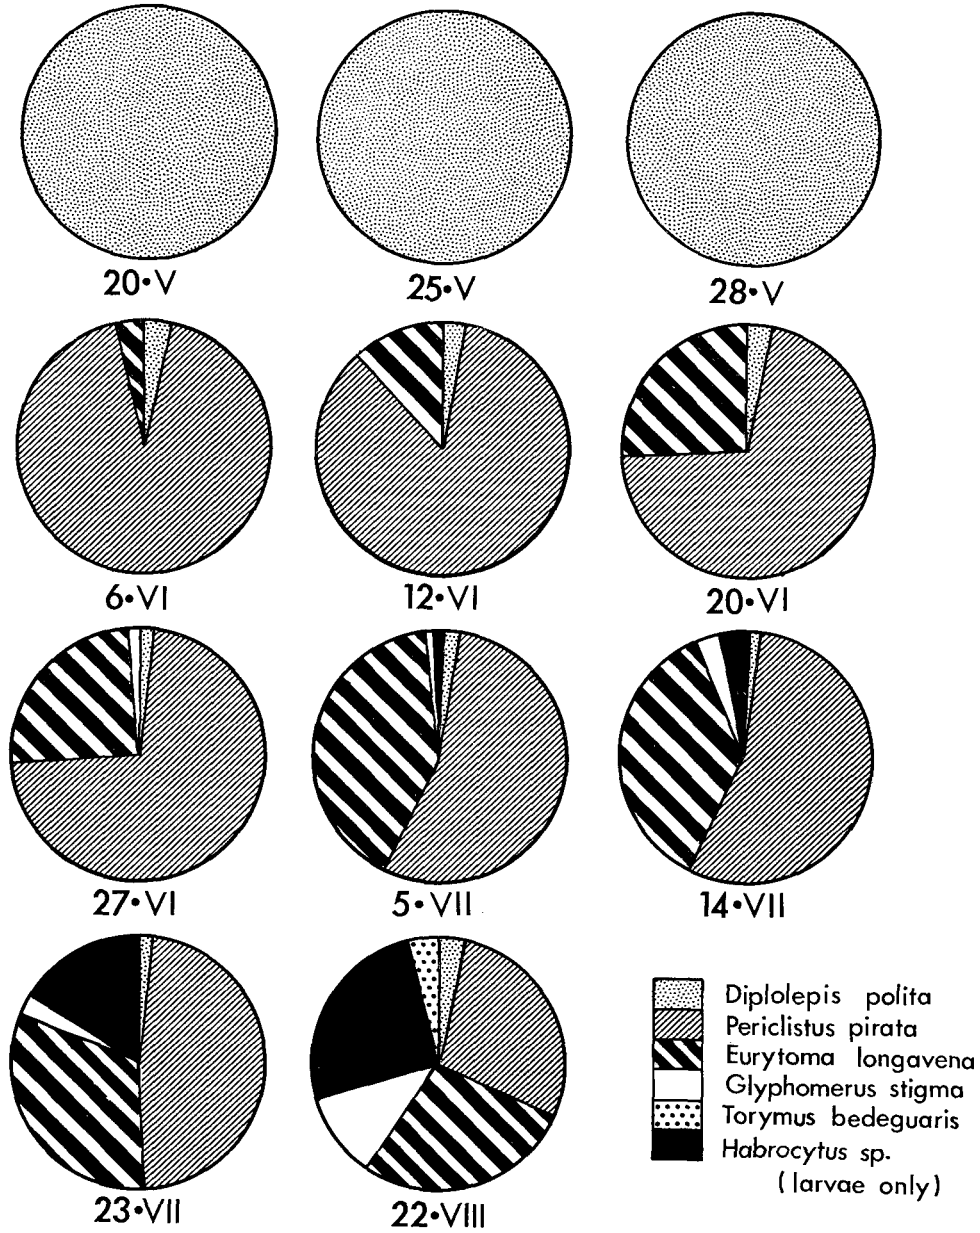 20•V 25•V 28•V
6•VI 12•VI 20•VI
27•VI 5•VII 14•VII
23•VII 22•VIII
Diplolepis polita
Periclistus pirata
Eurytoma longavena
Glyphomerus stigma
Torymus bedeguaris
Habrocytus sp.
(larvae only)